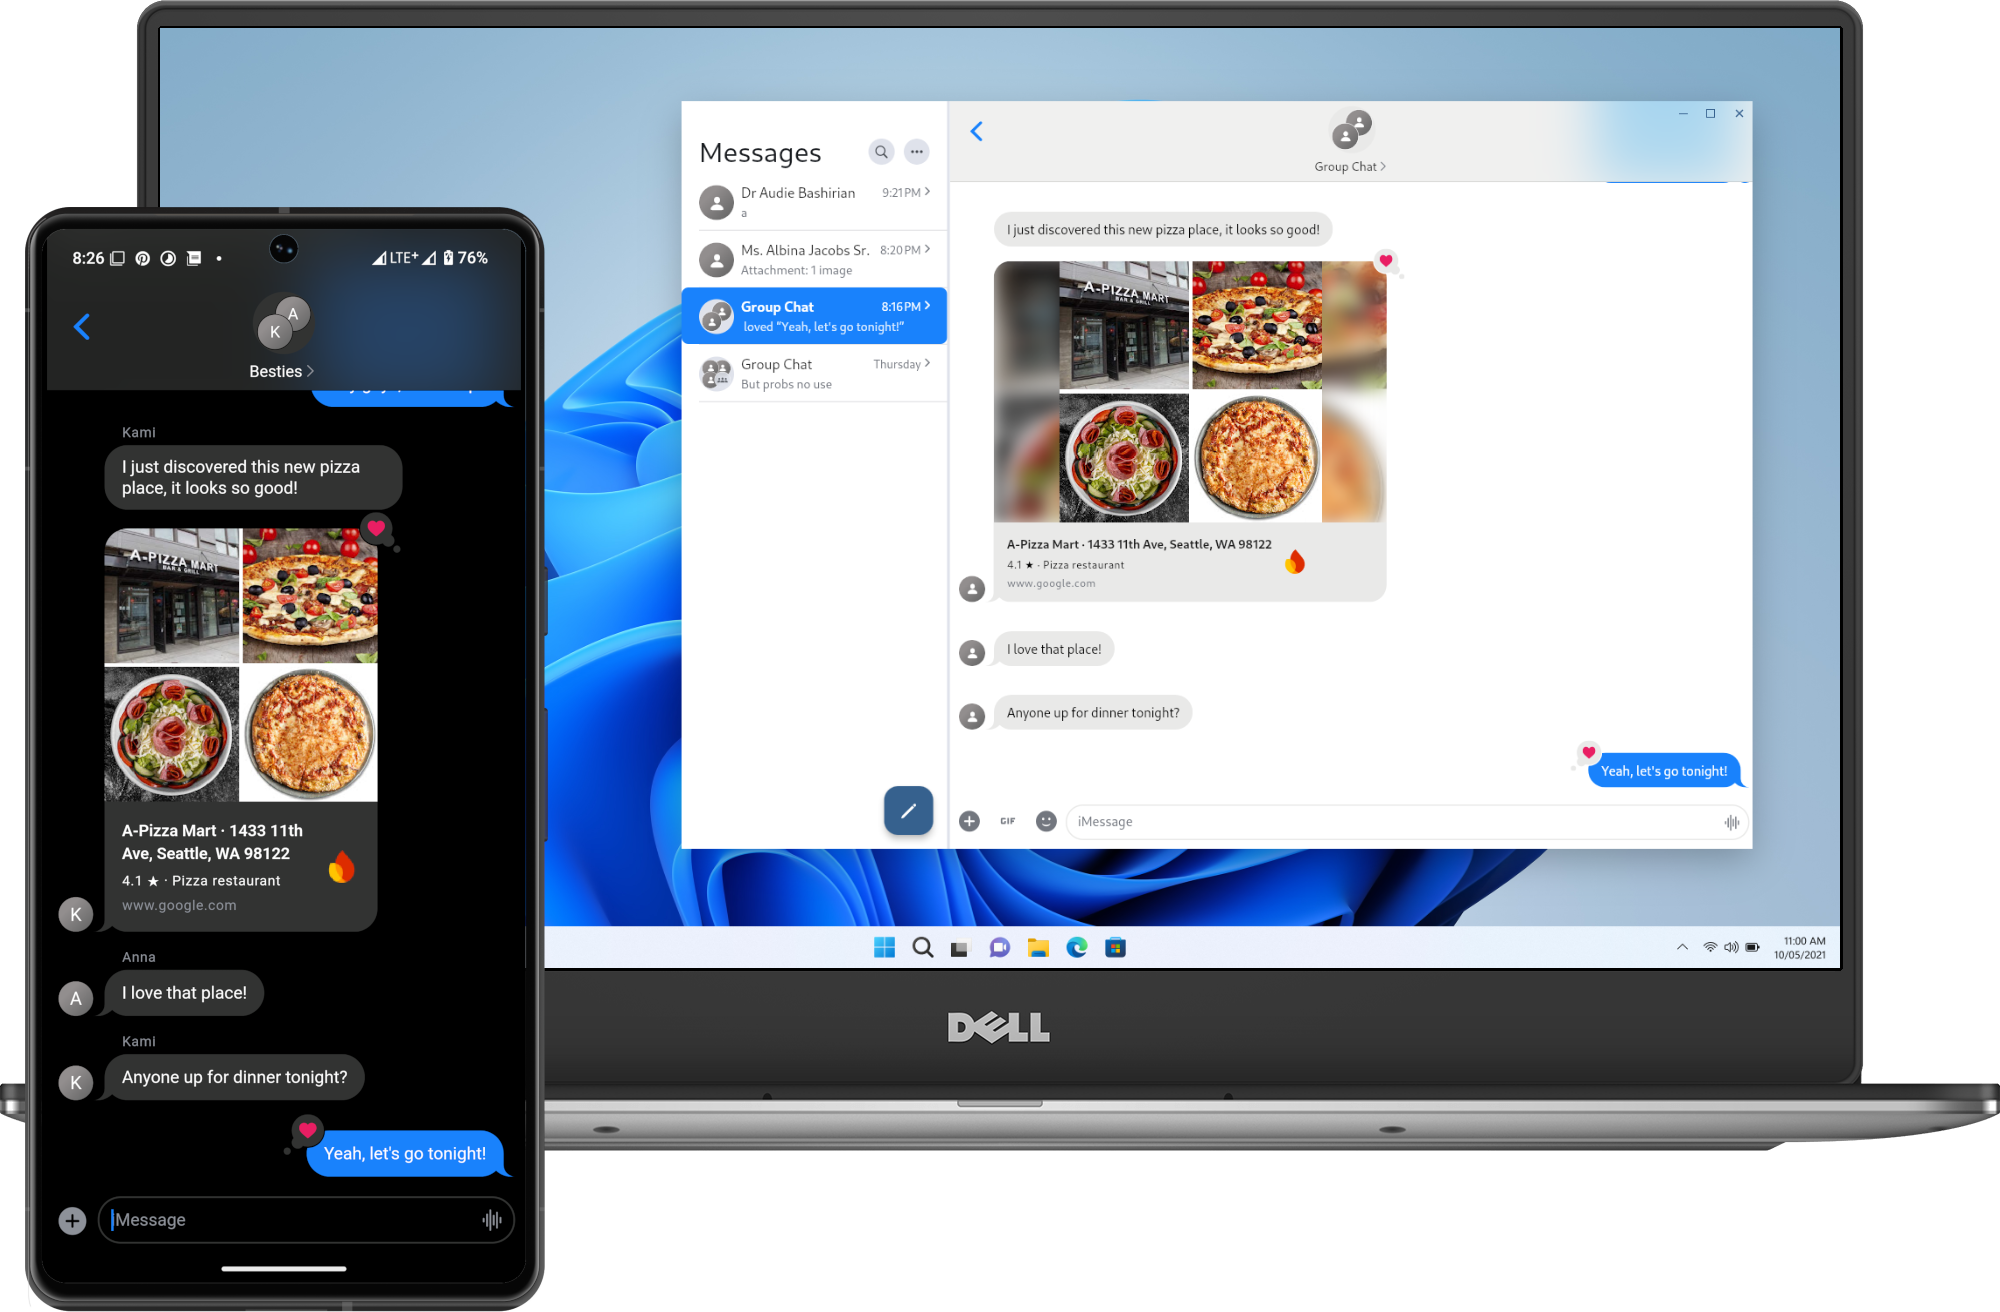 8:26
LTE+
76%
A
K
Besties
Kami
I just discovered this new pizza
place, it looks so good!
A-PIZZA MART
BAR & GRILL
A-Pizza Mart · 1433 11th
Ave, Seattle, WA 98122
4.1 ★ · Pizza restaurant
www.google.com
K
Anna
A
I love that place!
Kami
K
Anyone up for dinner tonight?
Yeah, let's go tonight!
iMessage
Messages
Dr Audie Bashirian
9:21 PM
a
Ms. Albina Jacobs Sr.
8:20 PM
Attachment: 1 image
Group Chat
8:16 PM
loved "Yeah, let's go tonight!"
Group Chat
Thursday
But probs no use
Group Chat
I just discovered this new pizza place, it looks so good!
A-PIZZA MART
BAR & GRILL
A-Pizza Mart · 1433 11th Ave, Seattle, WA 98122
4.1 ★ · Pizza restaurant
www.google.com
I love that place!
Anyone up for dinner tonight?
Yeah, let's go tonight!
GIF
iMessage
11:00 AM
10/05/2021
DELL